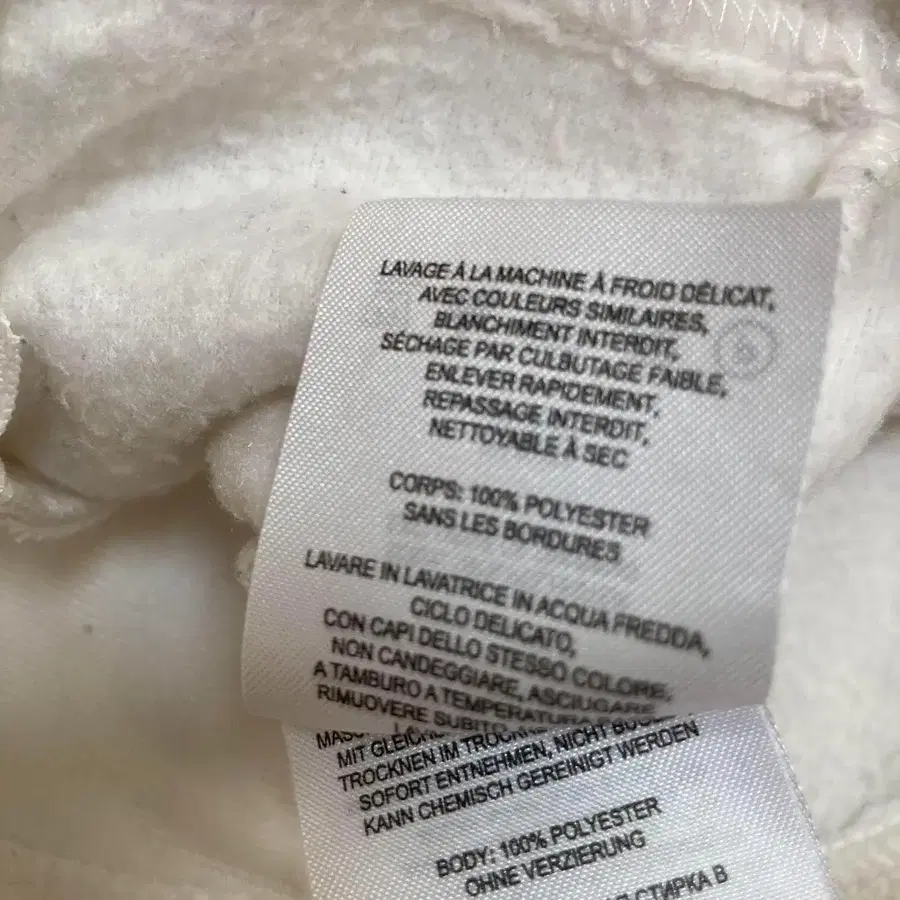 LAVAGE À LA MACHINE À FROID DÉLICAT,
AVEC COULEURS SIMILAIRES,
BLANCHIMENT INTERDIT,
SÉCHAGE PAR CULBUTAGE FAIBLE,
ENLEVER RAPIDEMENT,
REPASSAGE INTERDIT,
NETTOYABLE À SEC
CORPS: 100% POLYESTER
SANS LES BORDURES
LAVARE IN LAVATRICE IN ACQUA FREDDA,
CICLO DELICATO,
CON CAPI DELLO STESSO COLORE,
NON CANDEGGIARE, ASCIUGARE
A TAMBURO A TEMPERATURA
RIMUOVERE SUBITO
MIT
TROCKNEN IM NICHT
SOFORT ENTNEHMEN, NICHT BÜGELN
KANN CHEMISCH GEREINIGT WERDEN
BODY: 100% POLYESTER
OHNE VERZIERUNG
СТИРКА В